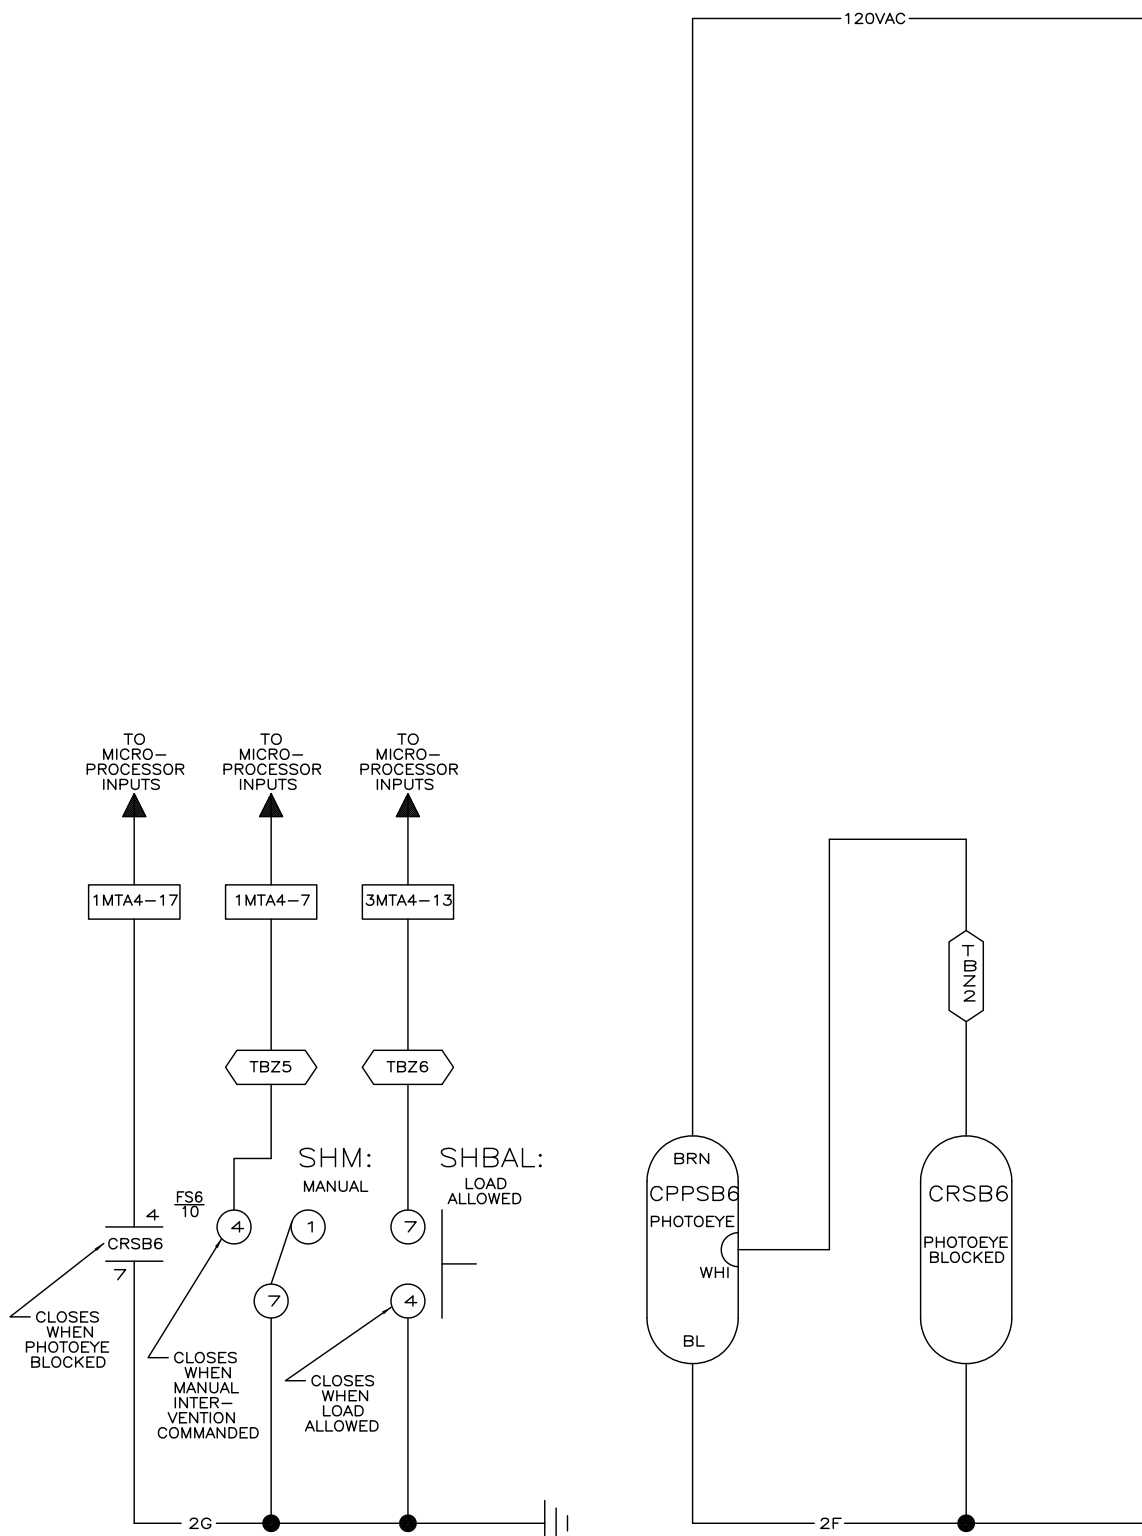 120VAC
TO
MICRO-
PROCESSOR
INPUTS
TO
MICRO-
PROCESSOR
INPUTS
TO
MICRO-
PROCESSOR
INPUTS
1MTA4-17
1MTA4-7
3MTA4-13
TBZ2
TBZ5
TBZ6
SHM:
MANUAL
SHBAL:
LOAD
ALLOWED
FS6
10
4
CRSB6
7
4
1
7
7
4
CLOSES
WHEN
PHOTOEYE
BLOCKED
CLOSES
WHEN
MANUAL
INTER-
VENTION
COMMANDED
CLOSES
WHEN
LOAD
ALLOWED
2G
BRN
CPPSB6
PHOTOEYE
WHI
BL
CRSB6
PHOTOEYE
BLOCKED
2F